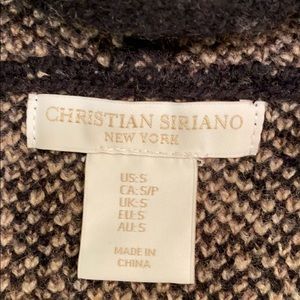 CHRISTIAN SIRIANO
NEW YORK
US:S
CA: S/P
UK:S
EU:S
AU:S
MADE IN
CHINA